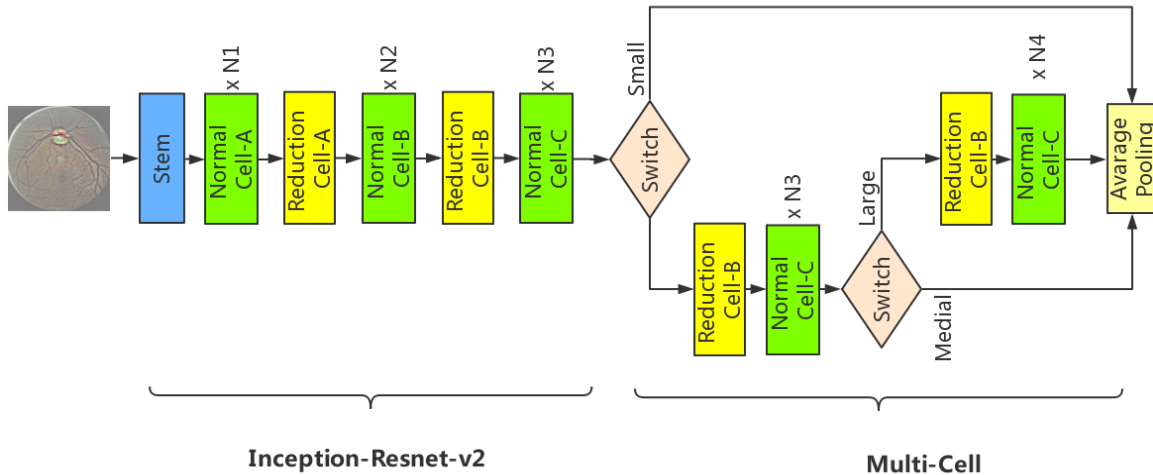 Stem
Normal
Cell-A
x N1
Reduction
Cell-A
Normal
Cell-B
x N2
Reduction
Cell-B
Normal
Cell-C
x N3
Switch
Small
Reduction
Cell-B
Normal
Cell-C
x N3
Switch
Large
Medial
Reduction
Cell-B
Normal
Cell-C
x N4
Avarage
Pooling
Inception-Resnet-v2
Multi-Cell